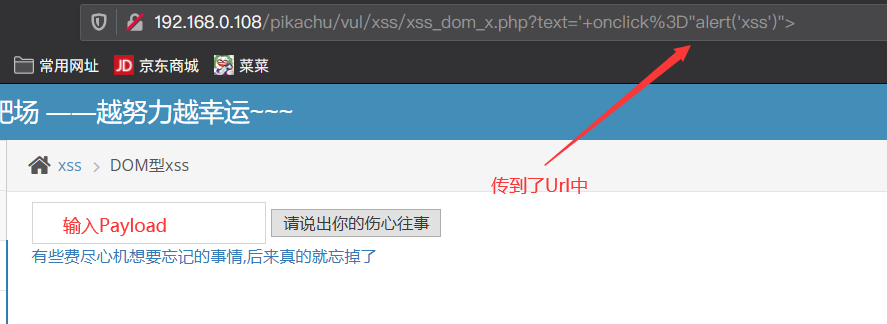 192.168.0.108/pikachu/vul/xss/xss_dom_x.php?text='+onclick%3D"alert('xss')">
常用网址 JD 京东商城 菜菜
——越努力越幸运~~~
xss > DOM型xss
传到了Url中
输入Payload 请说出你的伤心往事
有些费尽心机想要忘记的事情,后来真的就忘掉了